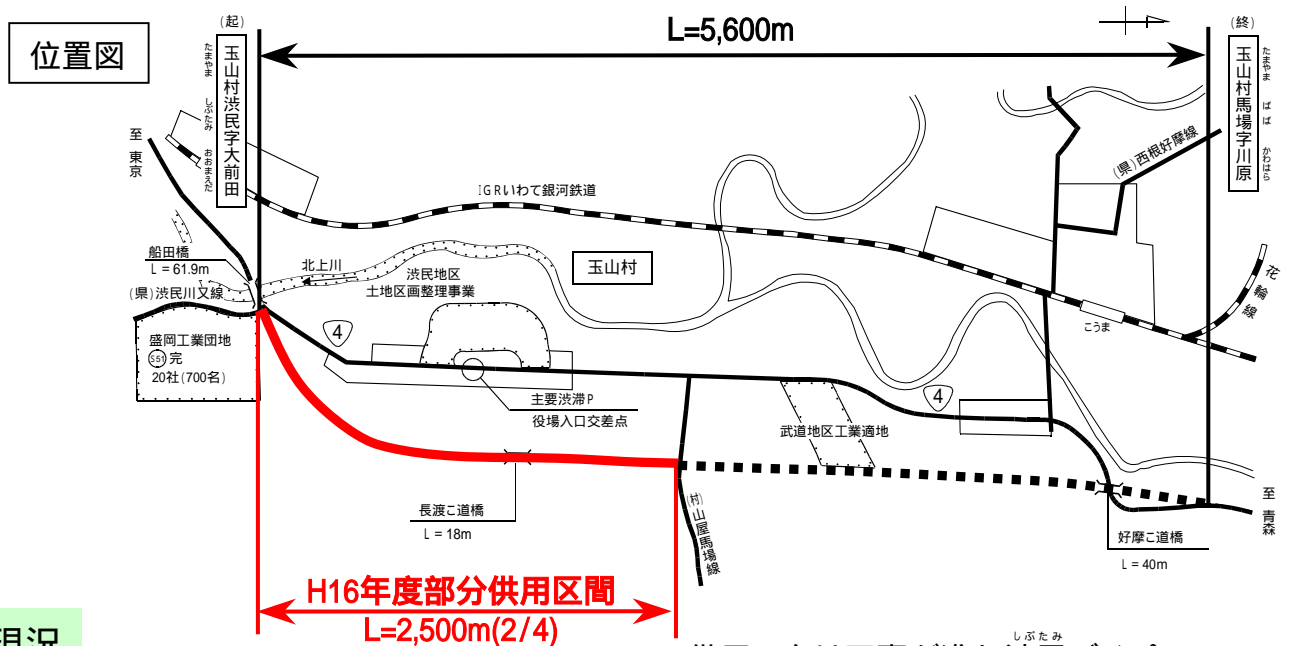 位置図
(起)
玉山村渋民字大前田
たまやま
しぶたみ
おおまえだ
L=5,600m
(終)
玉山村馬場字川原
たまやま
ばば
かわはら
至東京
IGRいわて銀河鉄道
(県)西根好摩線
船田橋
L = 61.9m
北上川
渋民地区
土地区画整理事業
玉山村
花輪線
こうま
(県)渋民川又線
盛岡工業団地
S51完
20社(700名)
4
主要渋滞P
役場入口交差点
4
武道地区工業適地
長渡こ道橋
L = 18m
(村)山屋馬場線
至青森
好摩こ道橋
L = 40m
H16年度部分供用区間
L=2,500m(2/4)
しぶたみ